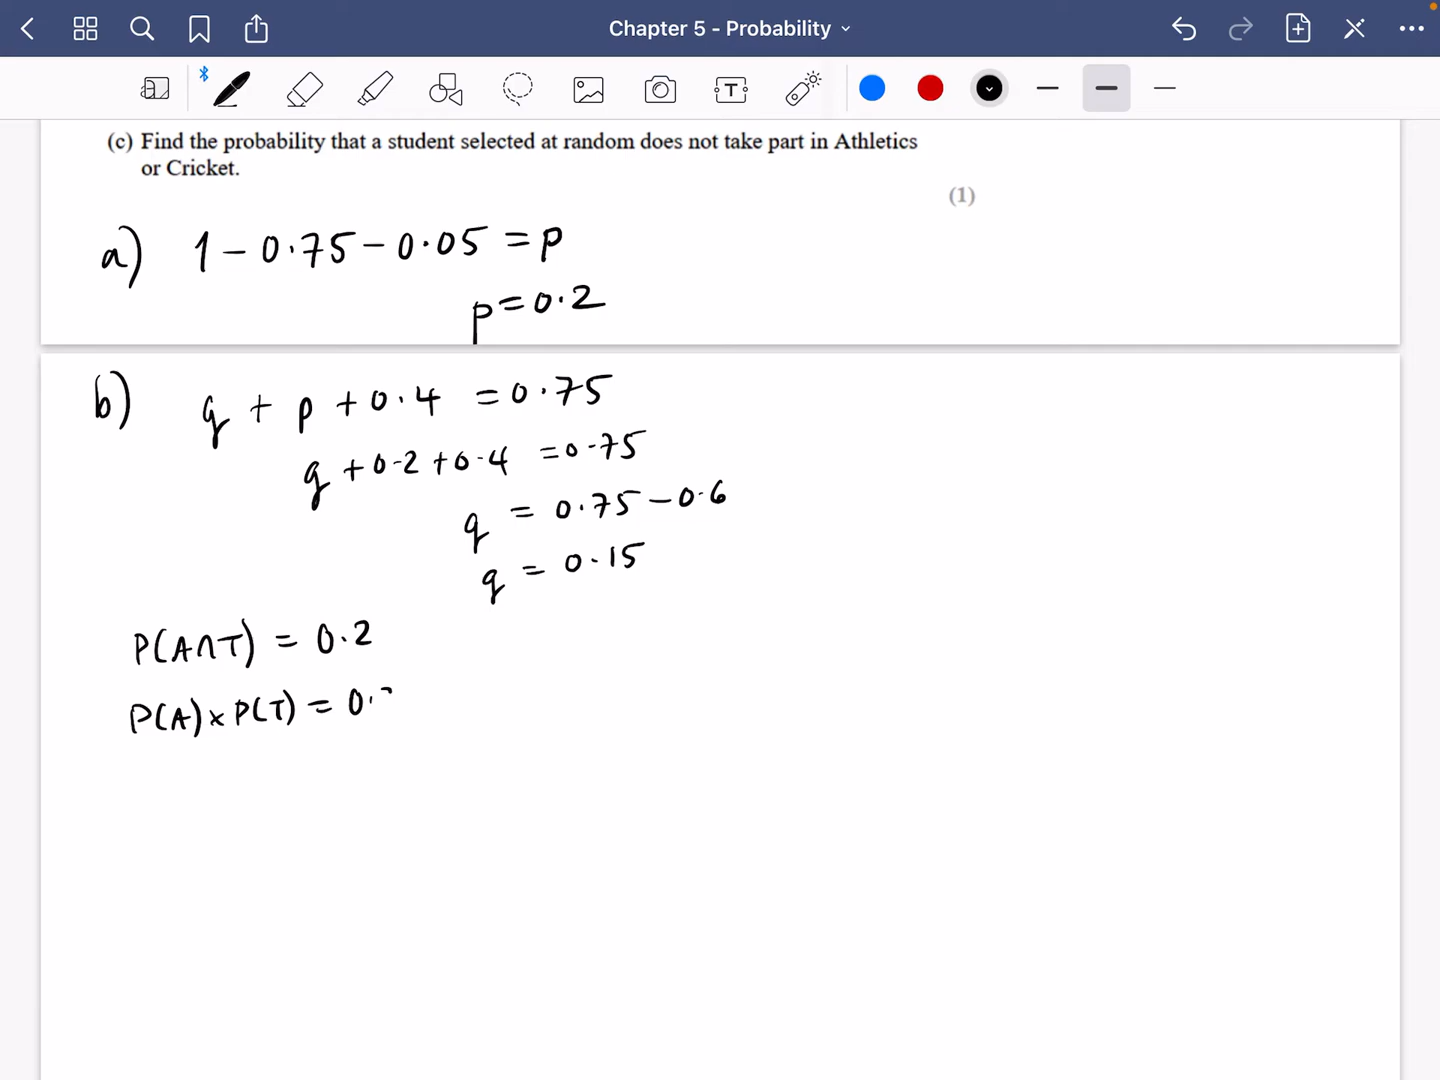 Chapter 5 - Probability
(c) Find the probability that a student selected at random does not take part in Athletics
or Cricket.
(1)
a) 1 - 0.75 - 0.05 = p
p = 0.2
b) q + p + 0.4 = 0.75
q + 0.2 + 0.4 = 0.75
q = 0.75 - 0.6
q = 0.15
P(A∩T) = 0.2
P(A) × P(T) = 0.